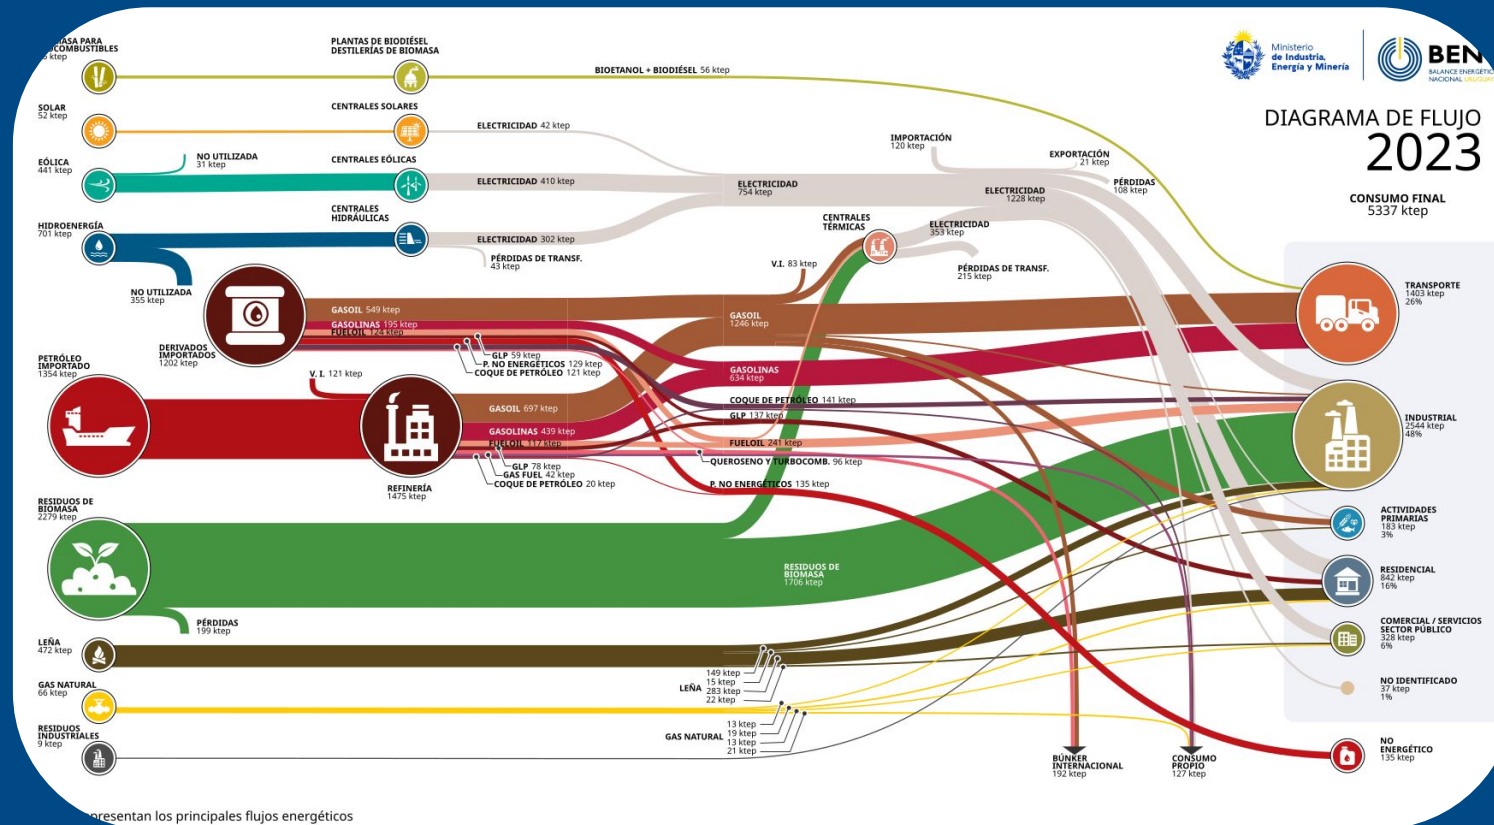 COMBUSTIBLES
ktep
PLANTAS DE BIODIÉSEL
DESTILERÍAS DE BIOMASA
BIOETANOL + BIODIÉSEL 56 ktep
Ministerio
de Industria,
Energía y Minería
BEN
BALANCE ENERGÉTIC
NACIONAL URUGUAY
DIAGRAMA DE FLUJO
2023
CONSUMO FINAL
5337 ktep
SOLAR
52 ktep
CENTRALES SOLARES
ELECTRICIDAD 42 ktep
EÓLICA
441 ktep
NO UTILIZADA
31 ktep
CENTRALES EÓLICAS
ELECTRICIDAD 410 ktep
HIDROENERGÍA
701 ktep
NO UTILIZADA
355 ktep
CENTRALES
HIDRÁULICAS
ELECTRICIDAD 302 ktep
PÉRDIDAS DE TRANSF.
43 ktep
ELECTRICIDAD
754 ktep
IMPORTACIÓN
120 ktep
EXPORTACIÓN
21 ktep
PÉRDIDAS
108 ktep
ELECTRICIDAD
1228 ktep
CENTRALES
TÉRMICAS
ELECTRICIDAD
353 ktep
PÉRDIDAS DE TRANSF.
215 ktep
V.I. 83 ktep
DERIVADOS
IMPORTADOS
1202 ktep
GASOIL 549 ktep
GASOLINAS 195 ktep
FUELOIL 124 ktep
GLP 59 ktep
P. NO ENERGÉTICOS 129 ktep
COQUE DE PETRÓLEO 121 ktep
PETRÓLEO
IMPORTADO
1354 ktep
V. I. 121 ktep
REFINERÍA
1475 ktep
GASOIL 697 ktep
GASOLINAS 439 ktep
FUELOIL 117 ktep
GLP 78 ktep
GAS FUEL 42 ktep
COQUE DE PETRÓLEO 20 ktep
GASOIL
1246 ktep
GASOLINAS
634 ktep
COQUE DE PETRÓLEO 141 ktep
GLP 137 ktep
FUELOIL 241 ktep
QUEROSENO Y TURBOCOMB. 96 ktep
P. NO ENERGÉTICOS 135 ktep
RESIDUOS DE
BIOMASA
2279 ktep
PÉRDIDAS
199 ktep
RESIDUOS DE
BIOMASA
1706 ktep
LEÑA
472 ktep
LEÑA
149 ktep
15 ktep
283 ktep
22 ktep
GAS NATURAL
66 ktep
GAS NATURAL
13 ktep
19 ktep
13 ktep
21 ktep
RESIDUOS
INDUSTRIALES
9 ktep
BÚNKER
INTERNACIONAL
192 ktep
CONSUMO
PROPIO
127 ktep
TRANSPORTE
1403 ktep
26%
INDUSTRIAL
2544 ktep
48%
ACTIVIDADES
PRIMARIAS
183 ktep
3%
RESIDENCIAL
842 ktep
16%
COMERCIAL / SERVICIOS
SECTOR PÚBLICO
328 ktep
6%
NO IDENTIFICADO
37 ktep
1%
NO
ENERGÉTICO
135 ktep
presentan los principales flujos energéticos